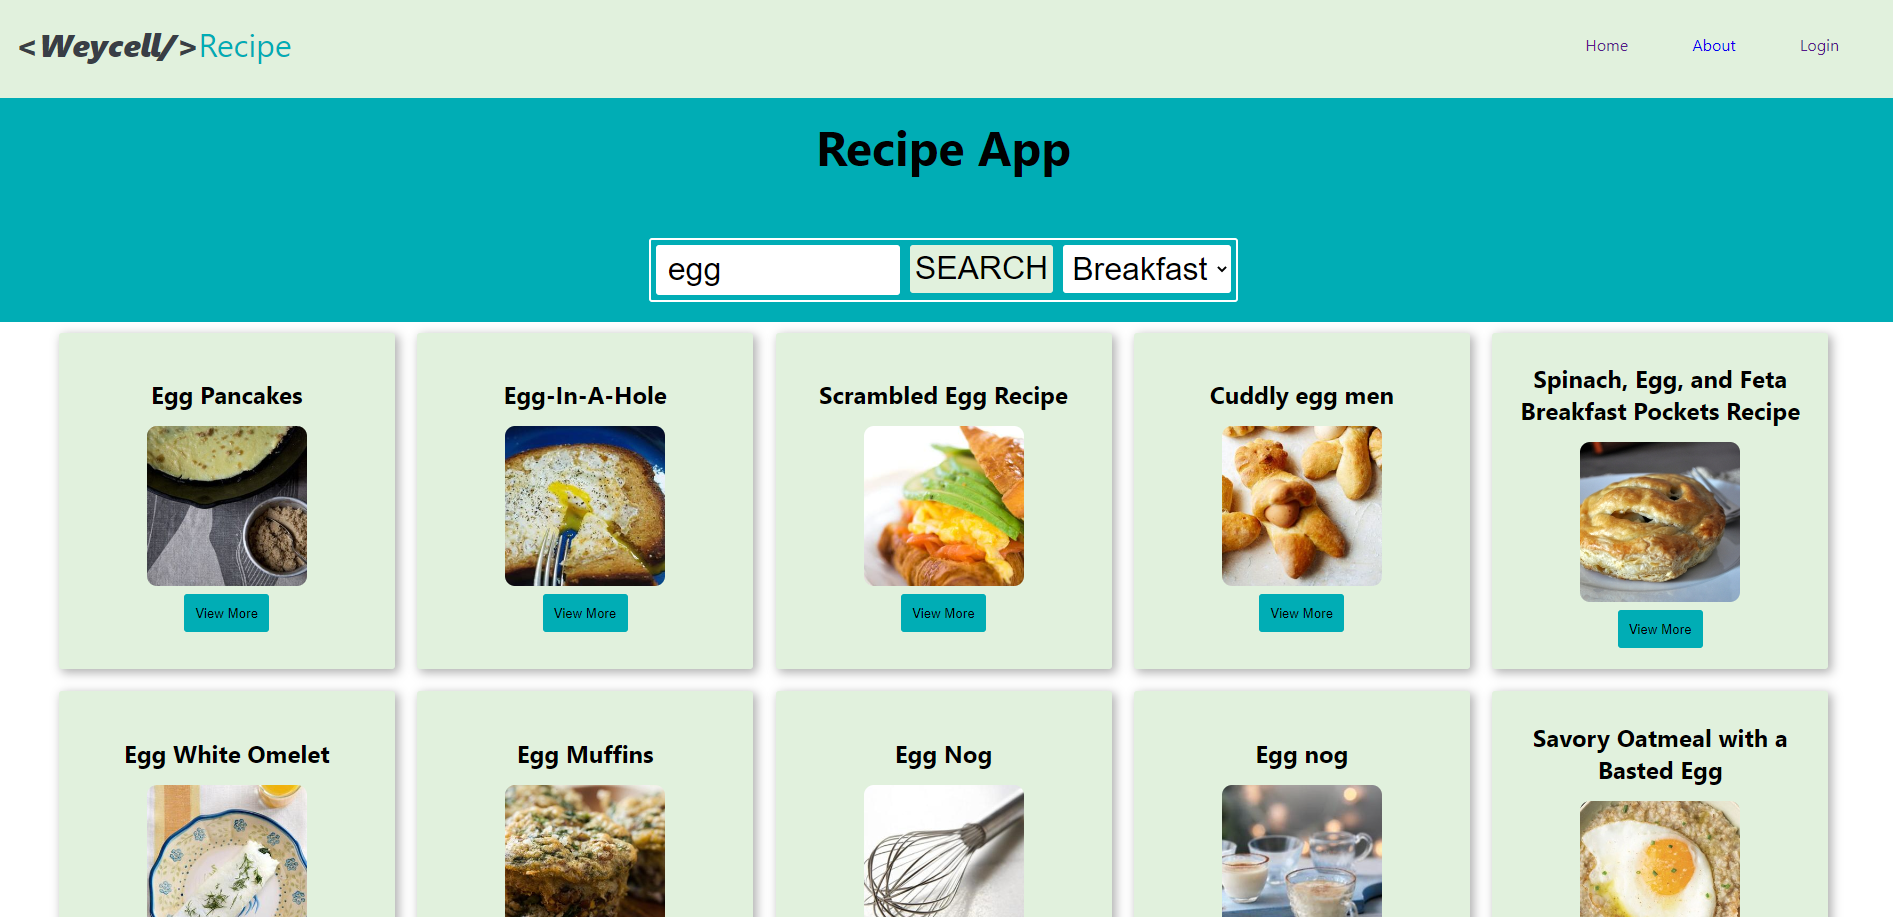 <Weycell/>Recipe
Home
About
Login
Recipe App
egg
SEARCH
Breakfast
Egg Pancakes
View More
Egg-In-A-Hole
View More
Scrambled Egg Recipe
View More
Cuddly egg men
View More
Spinach, Egg, and Feta
Breakfast Pockets Recipe
View More
Egg White Omelet
Egg Muffins
Egg Nog
Egg nog
Savory Oatmeal with a
Basted Egg